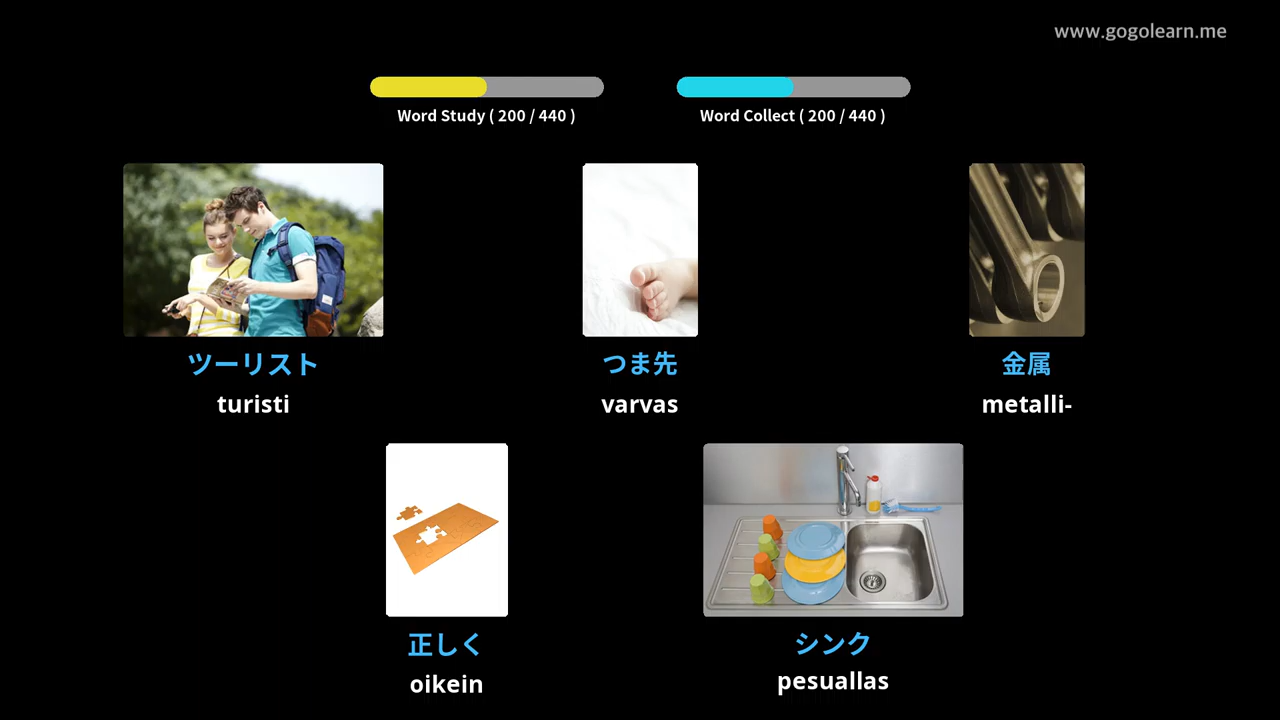 www.gogolearn.me
Word Study ( 200 / 440 )
Word Collect ( 200 / 440 )
ツーリスト
turisti
つま先
varvas
金属
metalli-
正しく
oikein
シンク
pesuallas